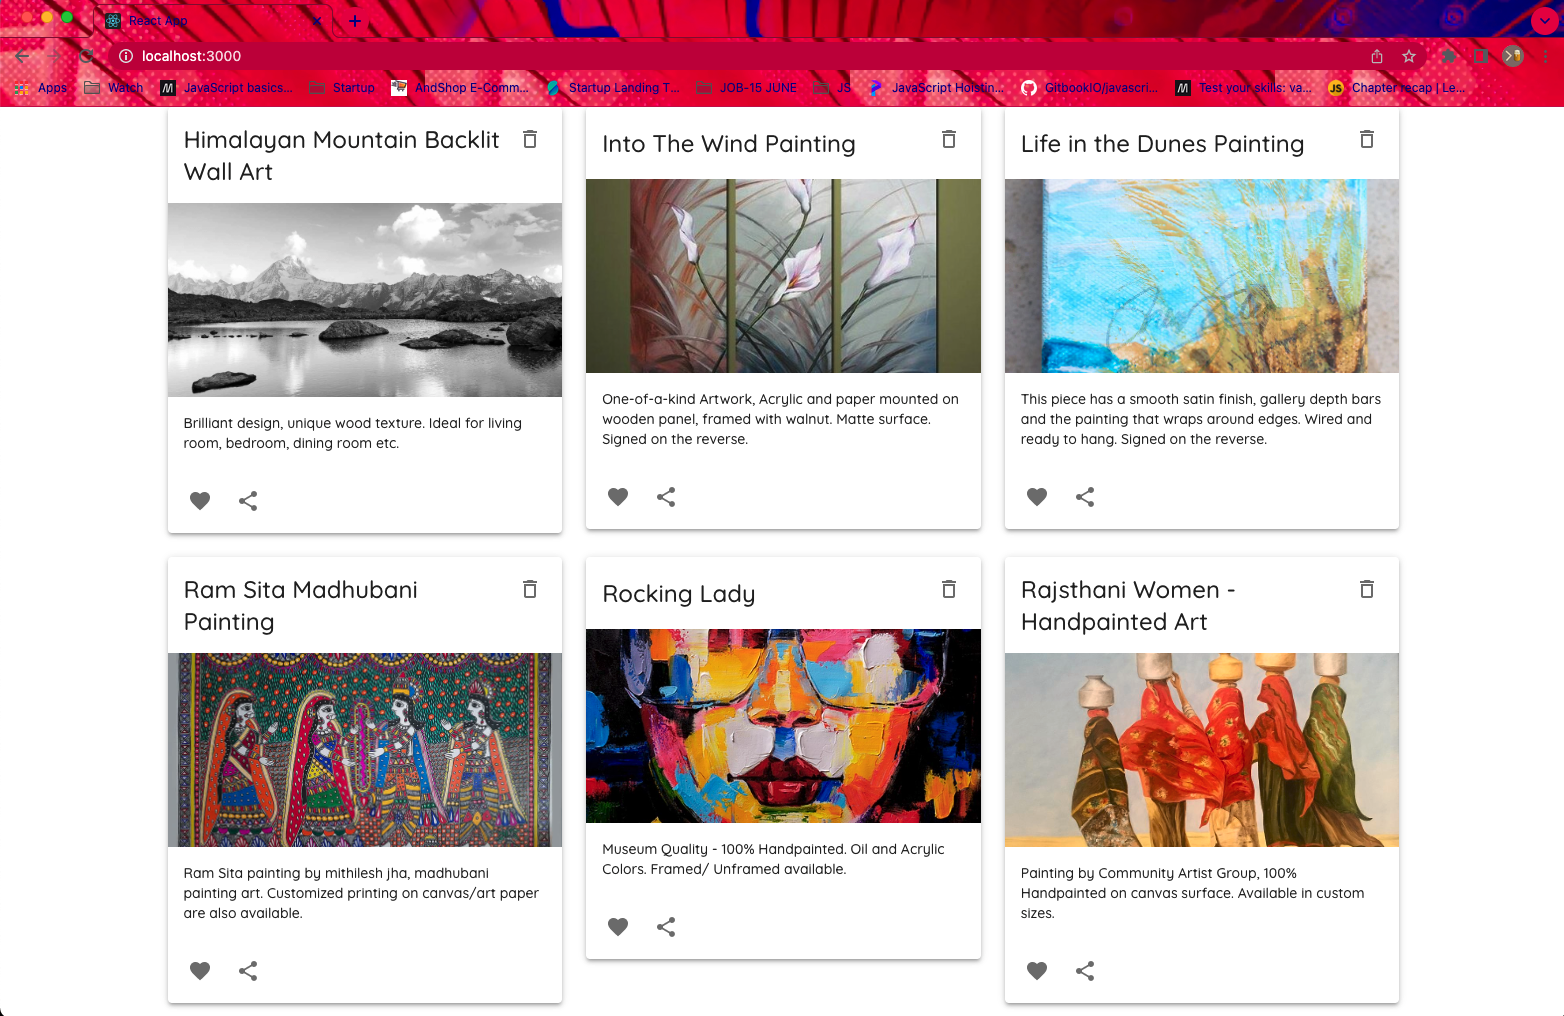 React App
localhost:3000
Apps
Watch
JavaScript basics...
Startup
AndShop E-Comm...
Startup Landing T...
JOB-15 JUNE
JS
JavaScript Hoistin...
GitbookIO/javascri...
Test your skills: va...
JS
Chapter recap | Le...
Himalayan Mountain Backlit
Wall Art
Brilliant design, unique wood texture. Ideal for living
room, bedroom, dining room etc.
Into The Wind Painting
One-of-a-kind Artwork, Acrylic and paper mounted on
wooden panel, framed with walnut. Matte surface.
Signed on the reverse.
Life in the Dunes Painting
This piece has a smooth satin finish, gallery depth bars
and the painting that wraps around edges. Wired and
ready to hang. Signed on the reverse.
Ram Sita Madhubani
Painting
Ram Sita painting by mithilesh jha, madhubani
painting art. Customized printing on canvas/art paper
are also available.
Rocking Lady
Museum Quality - 100% Handpainted. Oil and Acrylic
Colors. Framed/ Unframed available.
Rajsthani Women -
Handpainted Art
Painting by Community Artist Group, 100%
Handpainted on canvas surface. Available in custom
sizes.